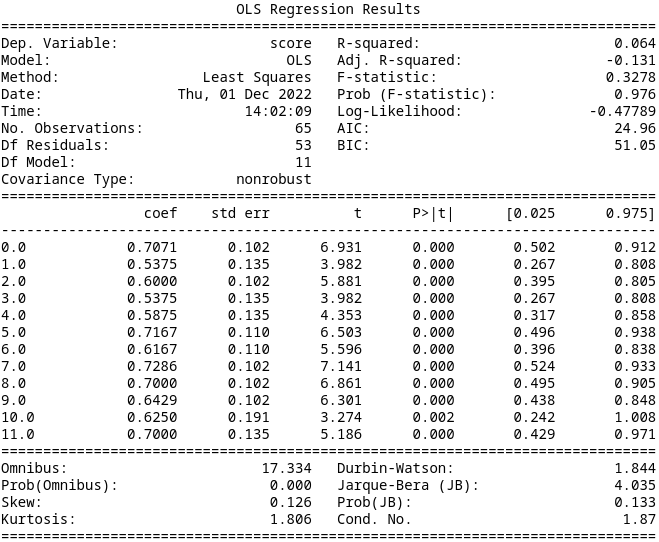 OLS Regression Results
==============================================================================
Dep. Variable:                  score   R-squared:                       0.064
Model:                            OLS   Adj. R-squared:                 -0.131
Method:                 Least Squares   F-statistic:                    0.3278
Date:                Thu, 01 Dec 2022   Prob (F-statistic):              0.976
Time:                        14:02:09   Log-Likelihood:               -0.47789
No. Observations:                  65   AIC:                             24.96
Df Residuals:                      53   BIC:                             51.05
Df Model:                          11
Covariance Type:            nonrobust
==============================================================================
                 coef    std err          t      P>|t|      [0.025      0.975]
------------------------------------------------------------------------------
0.0            0.7071      0.102      6.931      0.000       0.502       0.912
1.0            0.5375      0.135      3.982      0.000       0.267       0.808
2.0            0.6000      0.102      5.881      0.000       0.395       0.805
3.0            0.5375      0.135      3.982      0.000       0.267       0.808
4.0            0.5875      0.135      4.353      0.000       0.317       0.858
5.0            0.7167      0.110      6.503      0.000       0.496       0.938
6.0            0.6167      0.110      5.596      0.000       0.396       0.838
7.0            0.7286      0.102      7.141      0.000       0.524       0.933
8.0            0.7000      0.102      6.861      0.000       0.495       0.905
9.0            0.6429      0.102      6.301      0.000       0.438       0.848
10.0           0.6250      0.191      3.274      0.002       0.242       1.008
11.0           0.7000      0.135      5.186      0.000       0.429       0.971
==============================================================================
Omnibus:                       17.334   Durbin-Watson:                   1.844
Prob(Omnibus):                  0.000   Jarque-Bera (JB):                4.035
Skew:                           0.126   Prob(JB):                        0.133
Kurtosis:                       1.806   Cond. No.                         1.87
==============================================================================